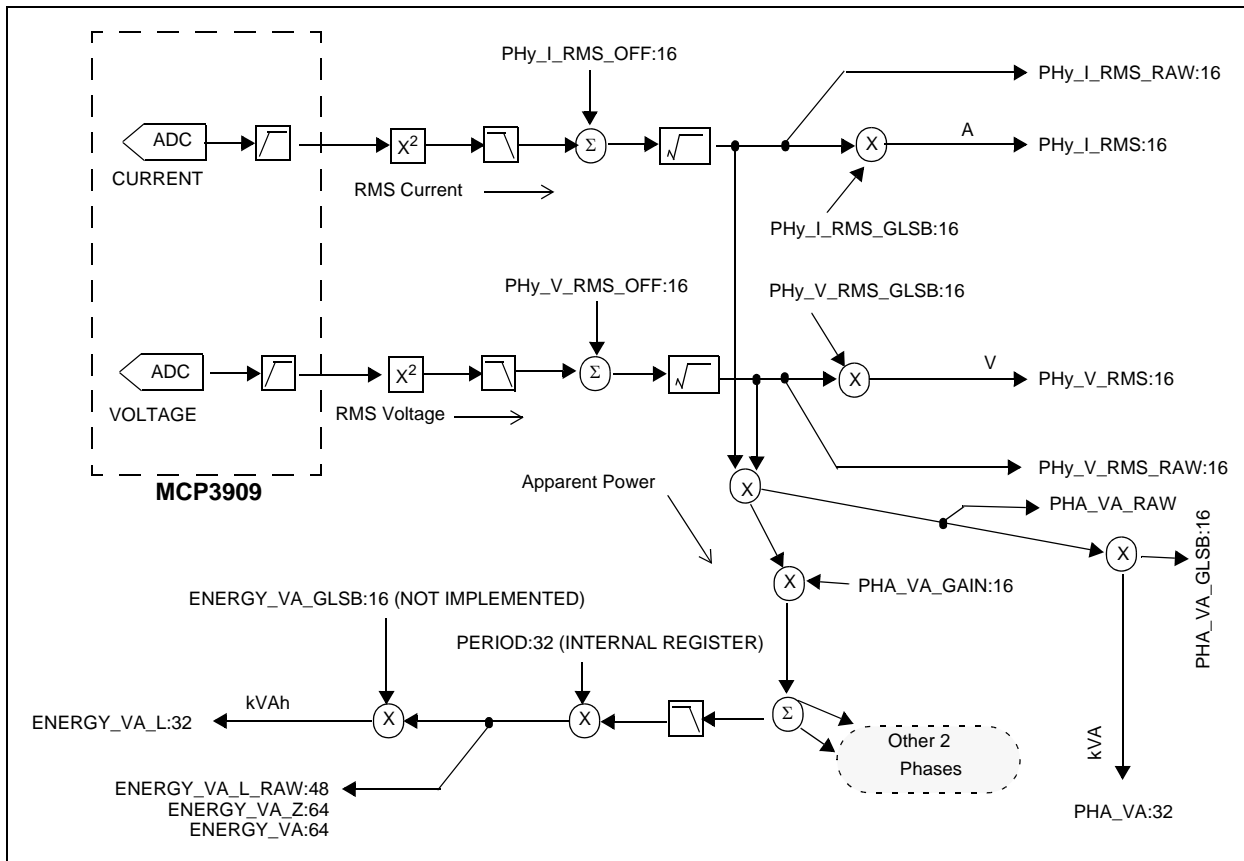 PHy_I_RMS_OFF:16
PHy_I_RMS_RAW:16
ADC
X2
Σ
√
X
A
PHy_I_RMS:16
CURRENT
RMS Current
PHy_I_RMS_GLSB:16
PHy_V_RMS_OFF:16
PHy_V_RMS_GLSB:16
ADC
X2
Σ
√
X
V
PHy_V_RMS:16
VOLTAGE
RMS Voltage
PHy_V_RMS_RAW:16
MCP3909
Apparent Power
X
PHA_VA_RAW
X
PHA_VA_GLSB:16
X
PHA_VA_GAIN:16
ENERGY_VA_GLSB:16 (NOT IMPLEMENTED)
PERIOD:32 (INTERNAL REGISTER)
kVAh
ENERGY_VA_L:32
X
X
Σ
Other 2
Phases
kVA
ENERGY_VA_L_RAW:48
ENERGY_VA_Z:64
ENERGY_VA:64
PHA_VA:32